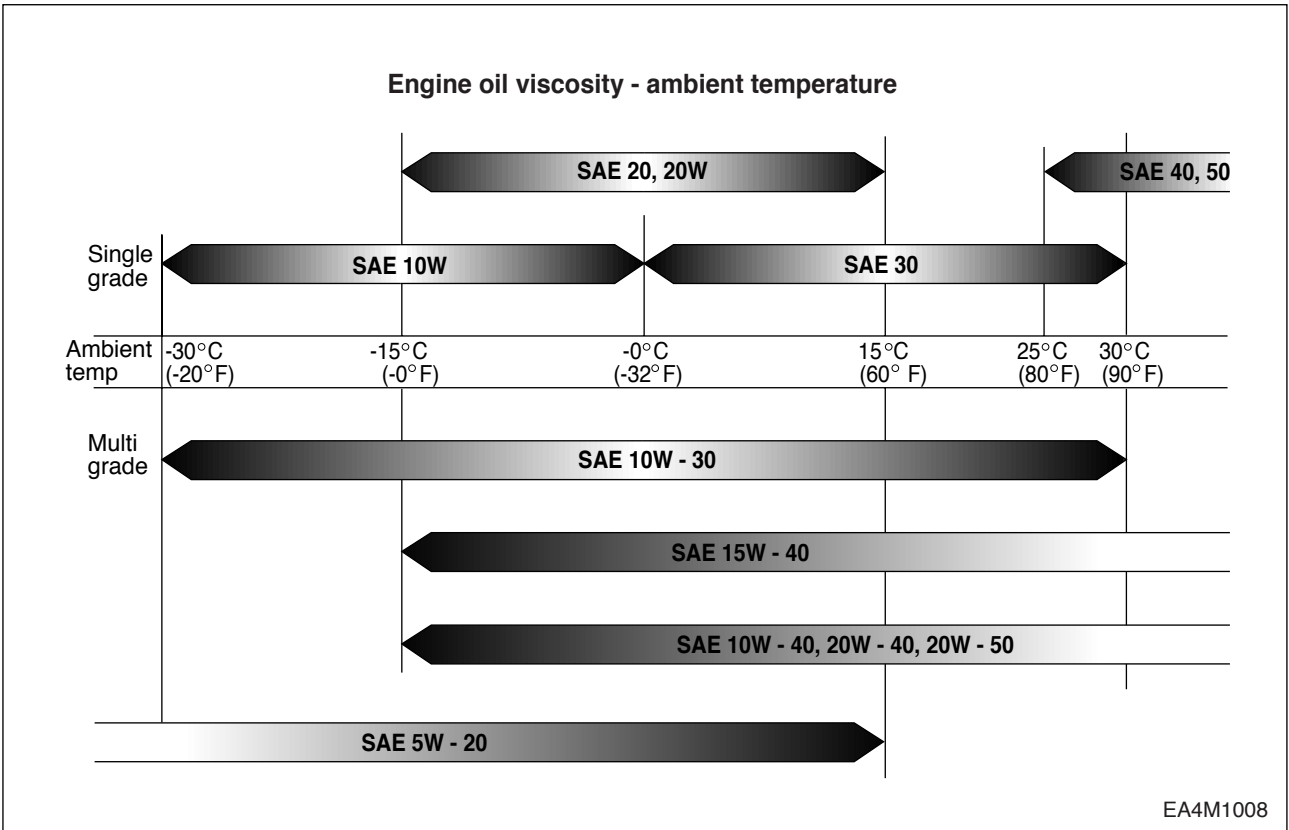 Engine oil viscosity - ambient temperature
SAE 20, 20W
SAE 40, 50
Single
grade
SAE 10W
SAE 30
Ambient
temp
-30°C
(-20°F)
-15°C
(-0°F)
-0°C
(-32°F)
15°C
(60° F)
25°C
(80°F)
30°C
(90°F)
Multi
grade
SAE 10W - 30
SAE 15W - 40
SAE 10W - 40, 20W - 40, 20W - 50
SAE 5W - 20
EA4M1008